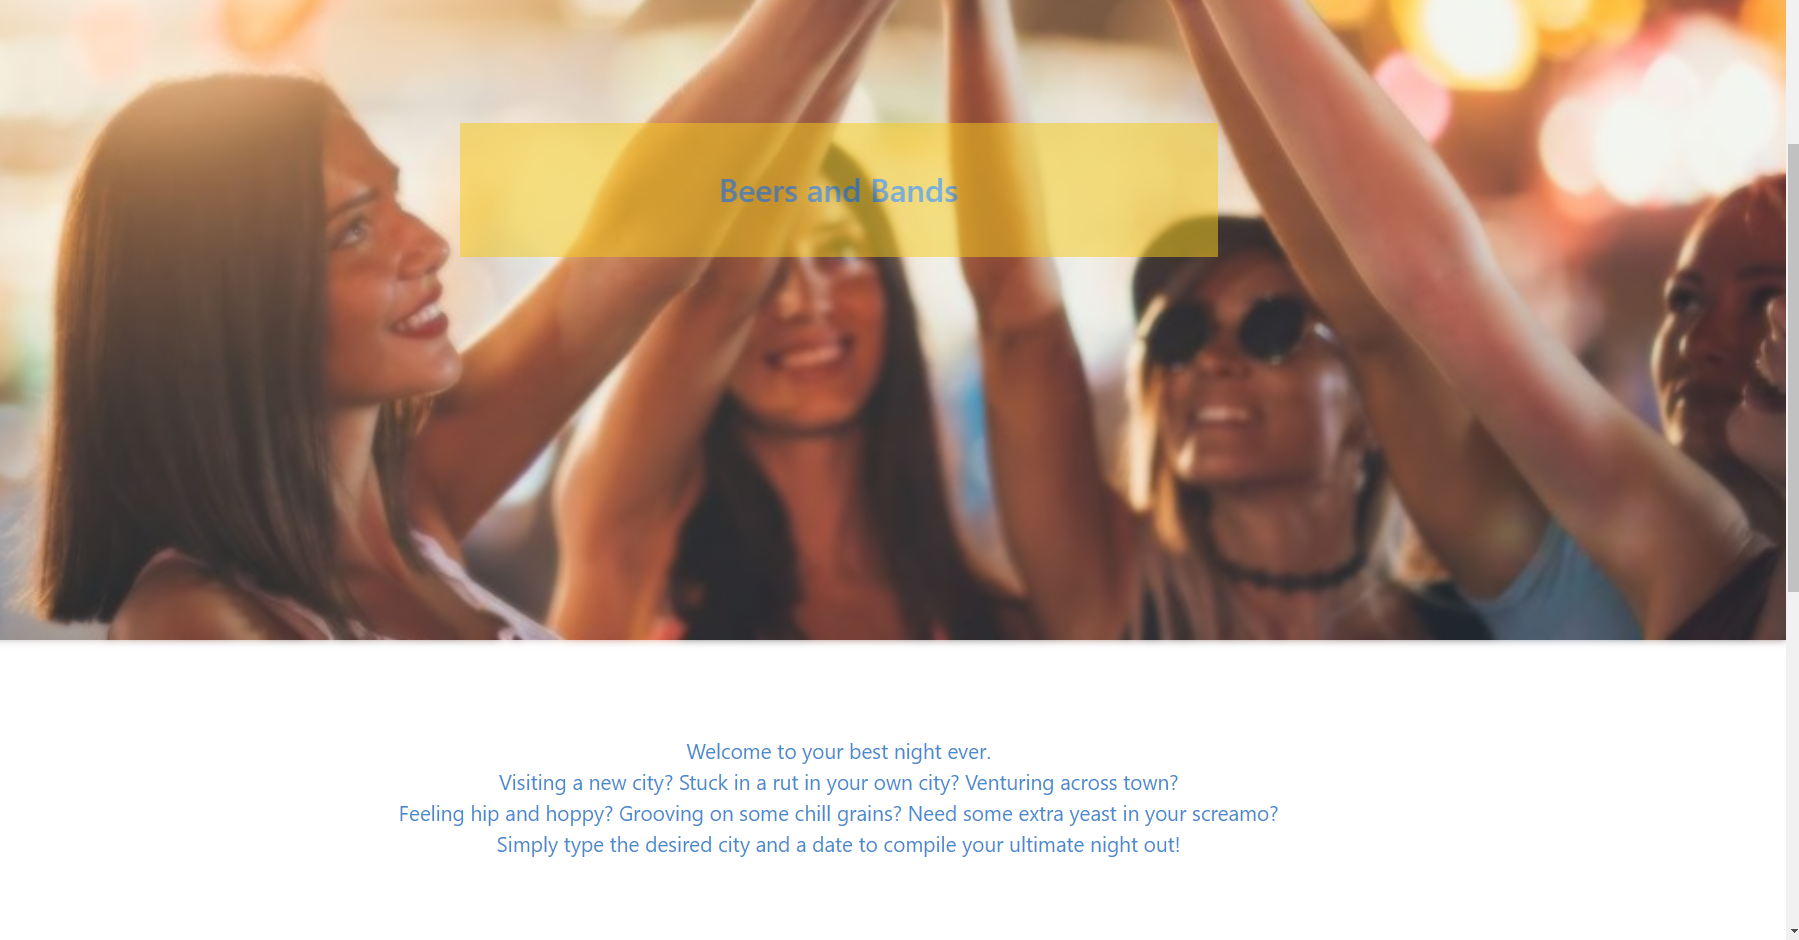 Beers and Bands
Welcome to your best night ever.
Visiting a new city? Stuck in a rut in your own city? Venturing across town?
Feeling hip and hoppy? Grooving on some chill grains? Need some extra yeast in your screamo?
Simply type the desired city and a date to compile your ultimate night out!